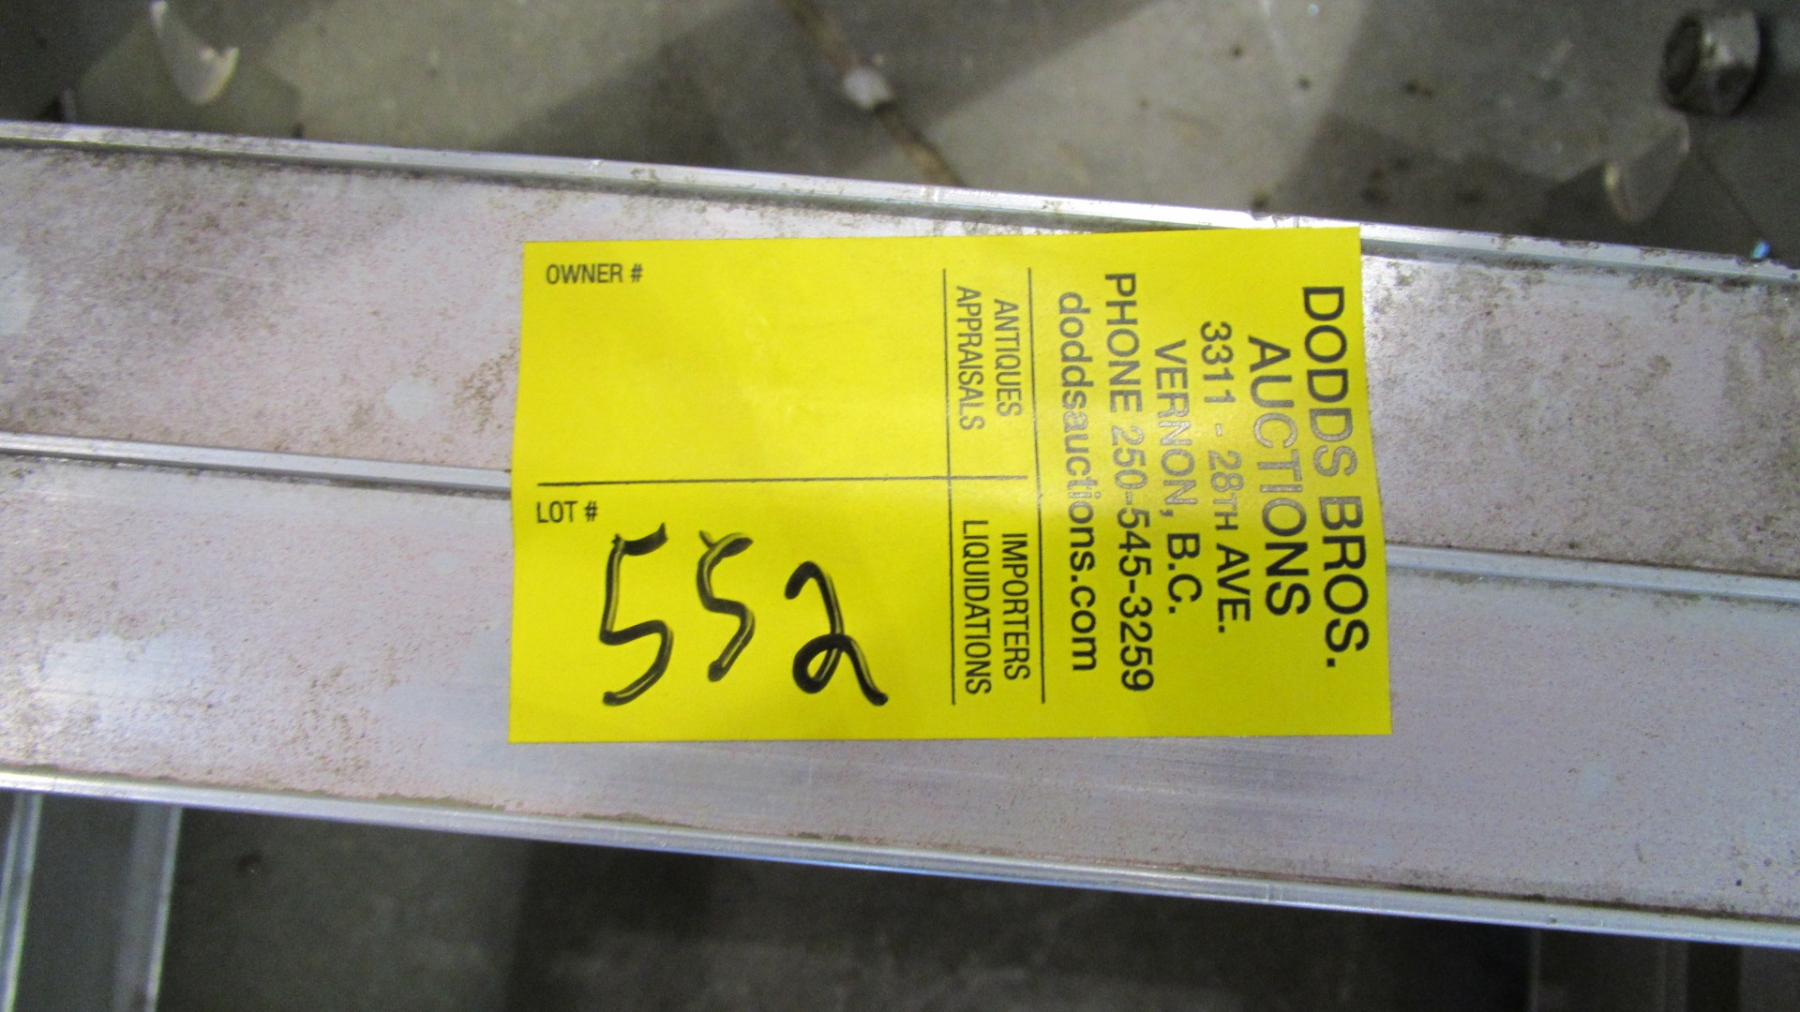 DODDS BROS.
AUCTIONS
3311 - 28TH AVE.
VERNON, B.C.
PHONE 250-545-3259
doddsauctions.com
ANTIQUES
APPRAISALS
IMPORTERS
LIQUIDATIONS
OWNER #
LOT #
552